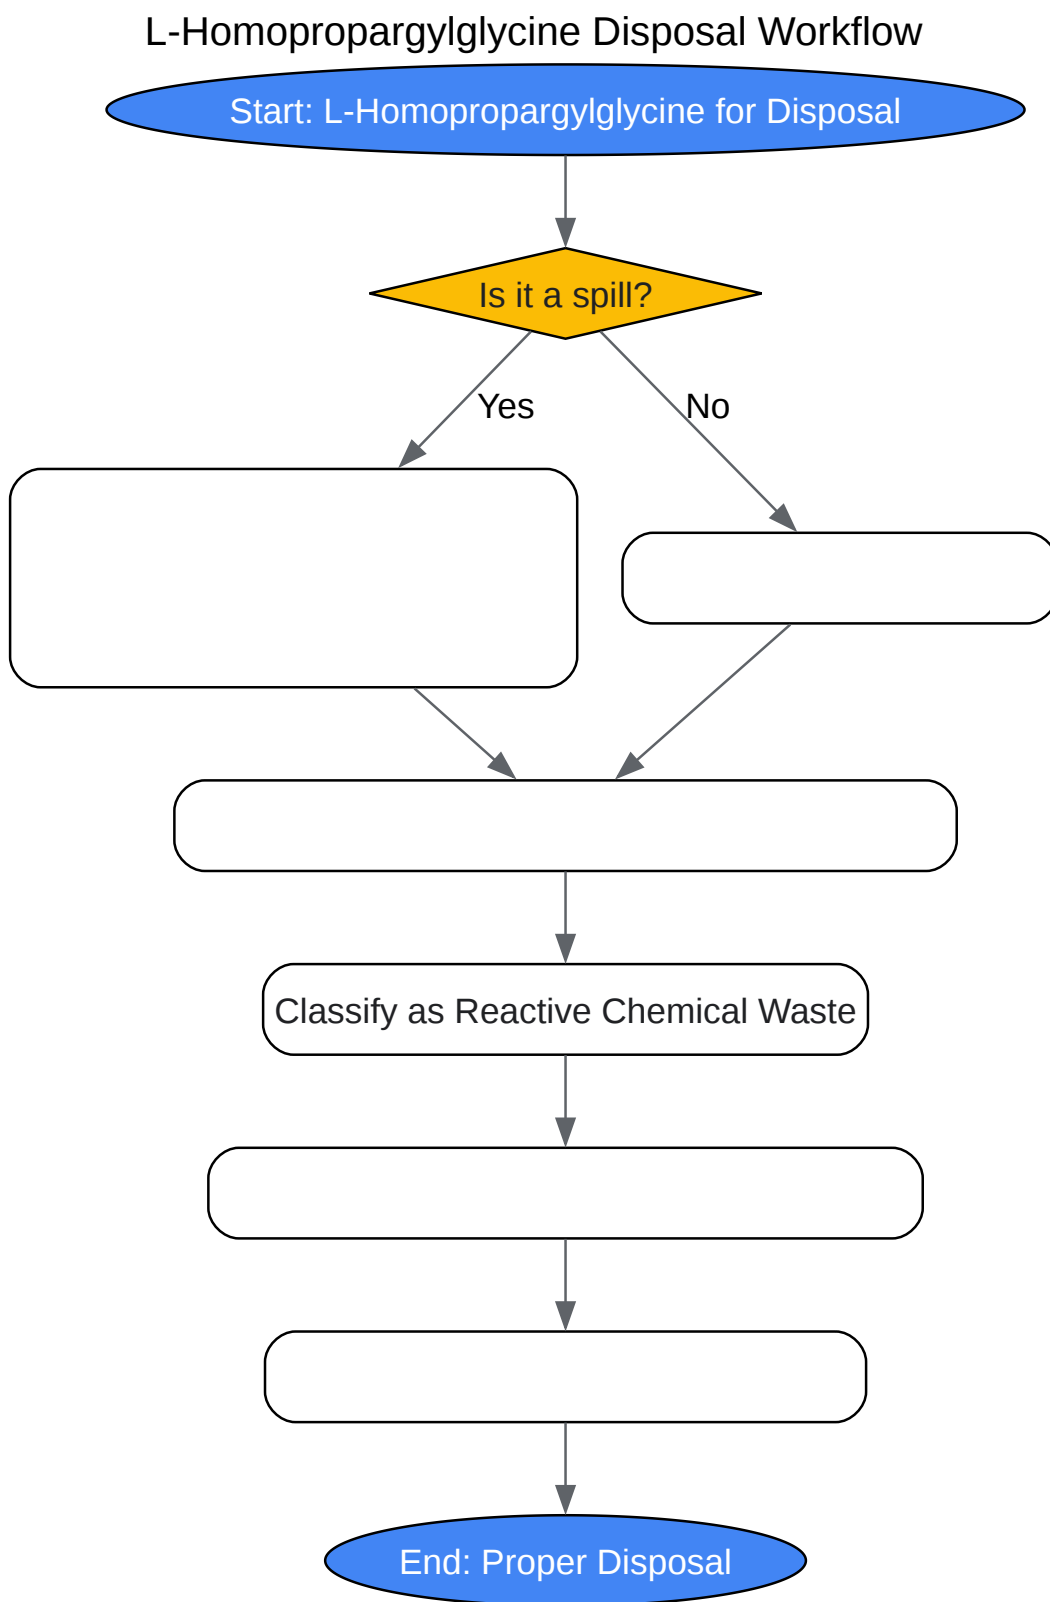 L-Homopropargylglycine Disposal Workflow
Start: L-Homopropargylglycine for Disposal
Is it a spill?
Yes
No
Classify as Reactive Chemical Waste
End: Proper Disposal